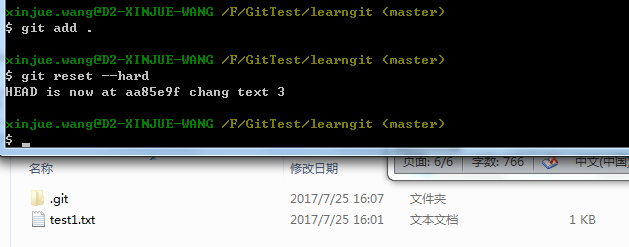 xinjue.wang@D2-XINJUE-WANG /F/GitTest/learngit (master)
$ git add .
xinjue.wang@D2-XINJUE-WANG /F/GitTest/learngit (master)
$ git reset --hard
HEAD is now at aa85e9f chang text 3
xinjue.wang@D2-XINJUE-WANG /F/GitTest/learngit (master)
$
页面: 6/6 字数: 766 中文(中国)
名称 修改日期
.git 2017/7/25 16:07 文件夹
test1.txt 2017/7/25 16:01 文本文档 1 KB